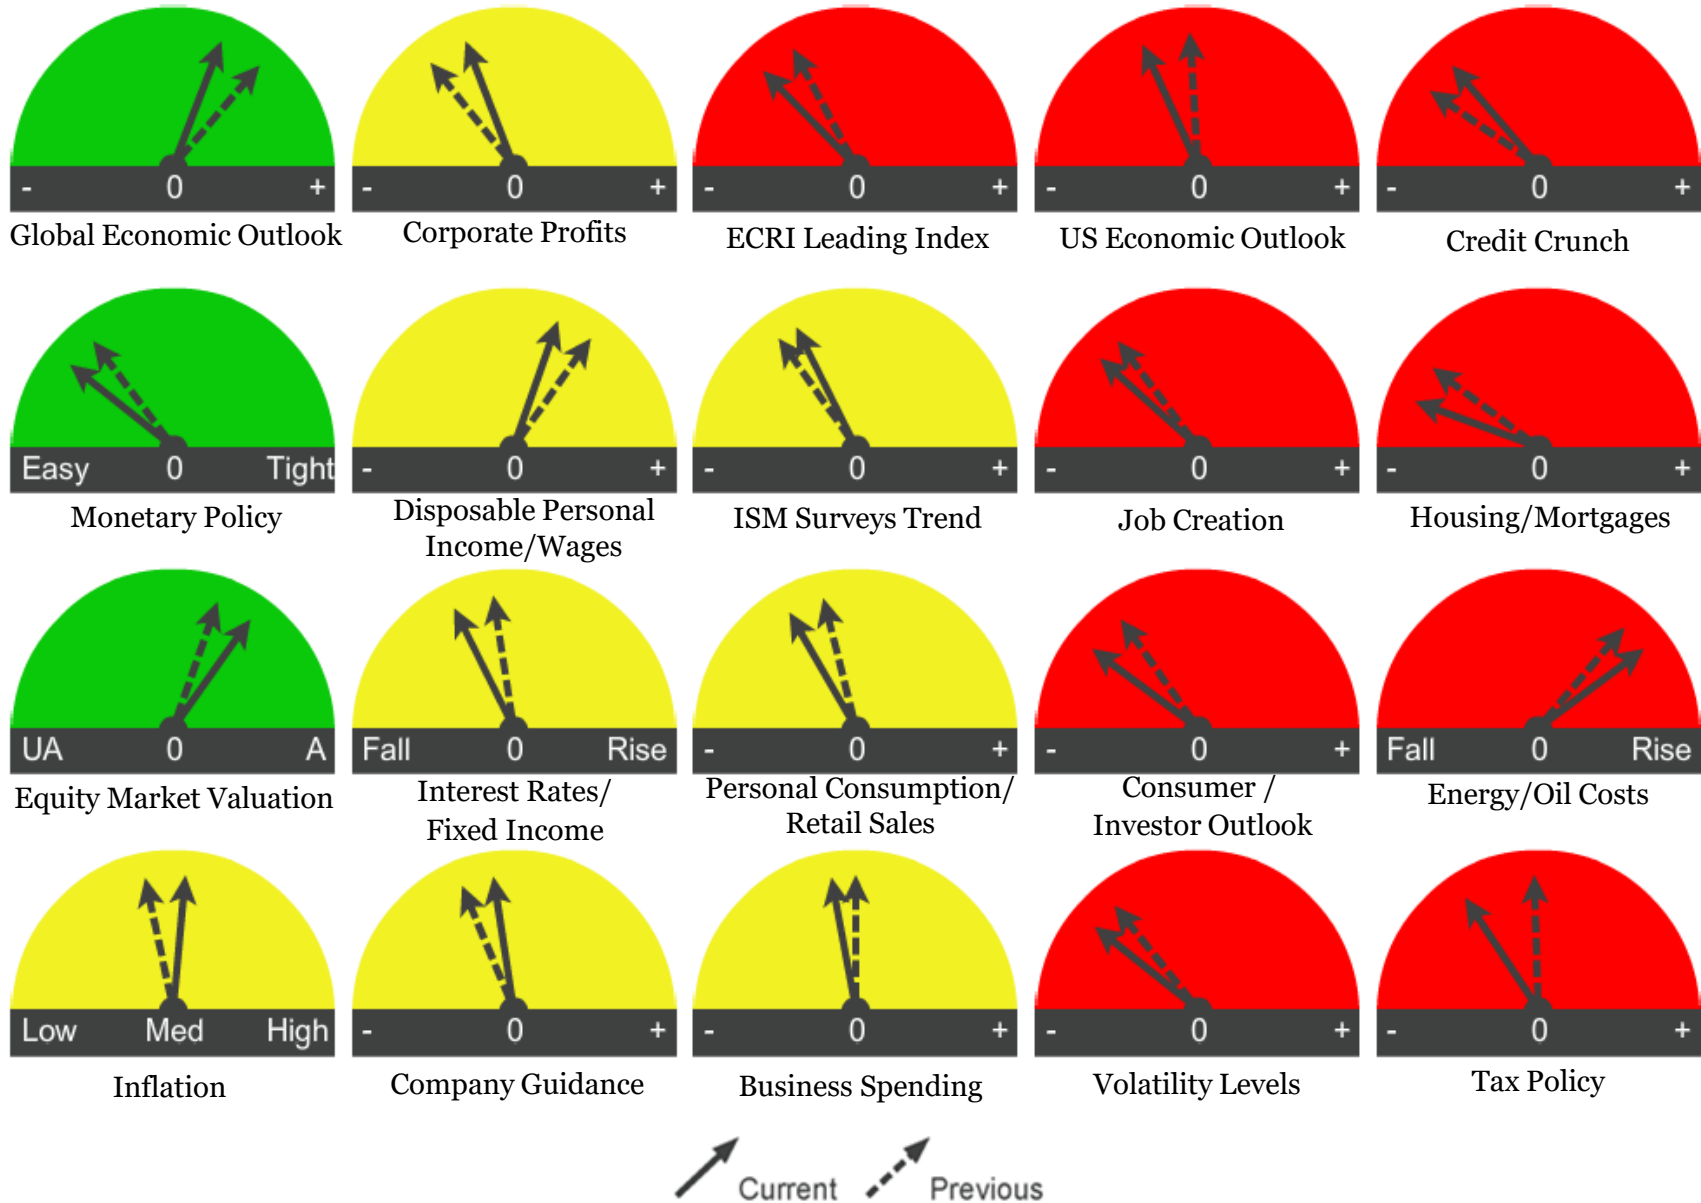 - 0 +
- 0 +
- 0 +
- 0 +
- 0 +
Global Economic Outlook
Corporate Profits
ECRI Leading Index
US Economic Outlook
Credit Crunch
Easy 0 Tight
- 0 +
- 0 +
- 0 +
- 0 +
Monetary Policy
Disposable Personal
Income/Wages
ISM Surveys Trend
Job Creation
Housing/Mortgages
UA 0 A
Fall 0 Rise
- 0 +
- 0 +
Fall 0 Rise
Equity Market Valuation
Interest Rates/
Fixed Income
Personal Consumption/
Retail Sales
Consumer /
Investor Outlook
Energy/Oil Costs
Low Med High
- 0 +
- 0 +
- 0 +
- 0 +
Inflation
Company Guidance
Business Spending
Volatility Levels
Tax Policy
Current
Previous